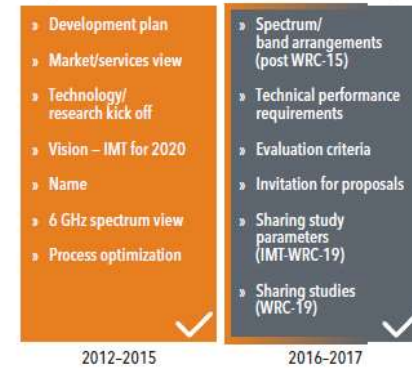 » Development plan
» Market/services view
» Technology/
research kick off
» Vision – IMT for 2020
» Name
» 6 GHz spectrum view
» Process optimization
2012–2015
» Spectrum/
band arrangements
(post WRC-15)
» Technical performance
requirements
» Evaluation criteria
» Invitation for proposals
» Sharing study
parameters
(IMT-WRC-19)
» Sharing studies
(WRC-19)
2016–2017